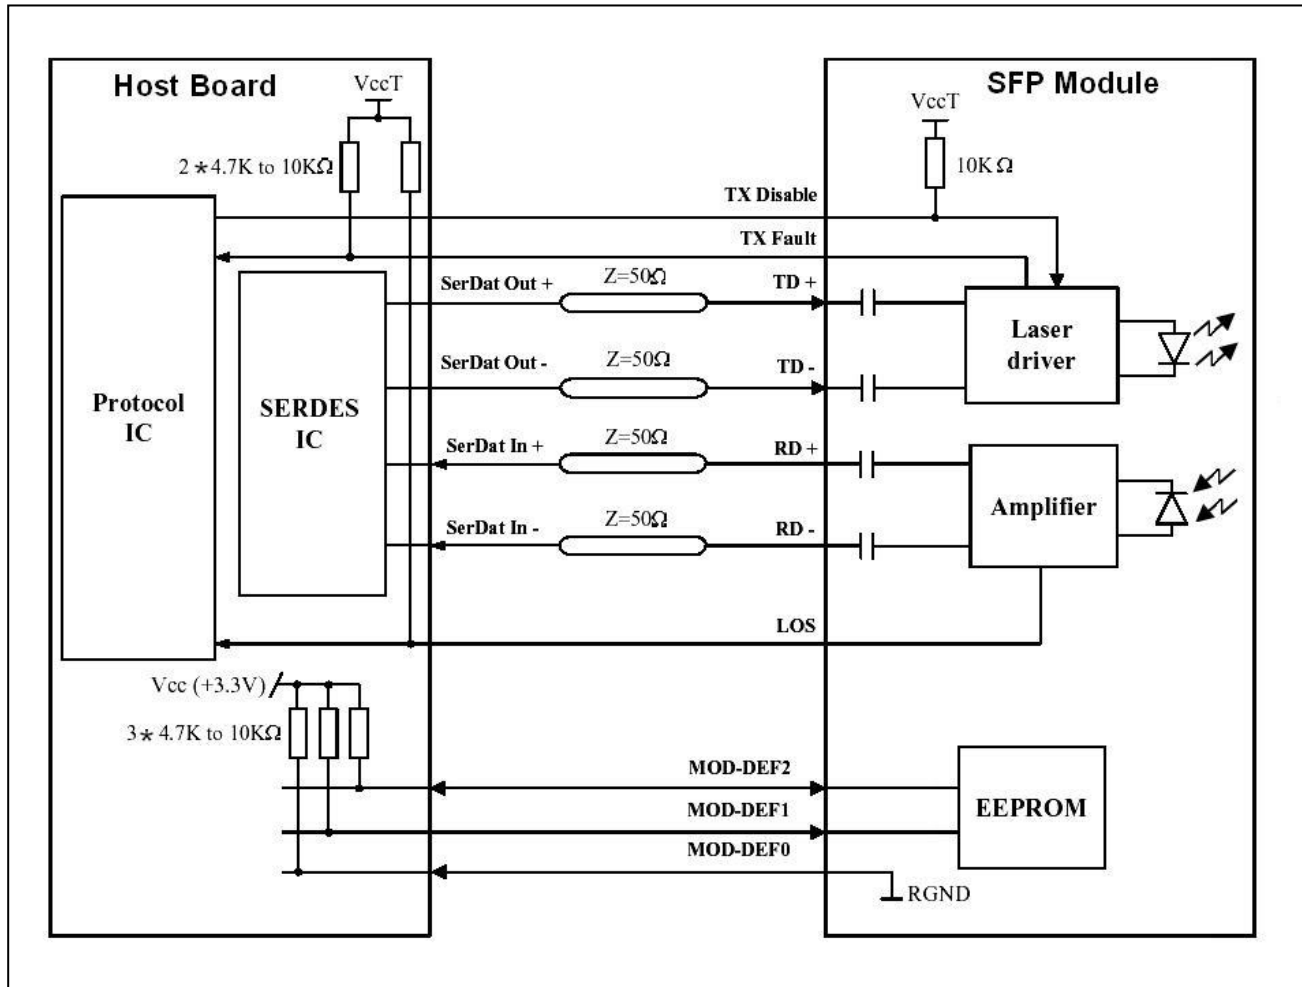 Host Board
SFP Module
VccT
VccT
2*4.7K to 10KΩ
10KΩ
TX Disable
TX Fault
SerDat Out +
Z=50Ω
TD +
Laser
driver
SerDat Out -
Z=50Ω
TD -
Protocol
IC
SERDES
IC
SerDat In +
Z=50Ω
RD +
Amplifier
SerDat In -
Z=50Ω
RD -
LOS
Vcc (+3.3V)
3* 4.7K to 10KΩ
MOD-DEF2
MOD-DEF1
EEPROM
MOD-DEF0
RGND